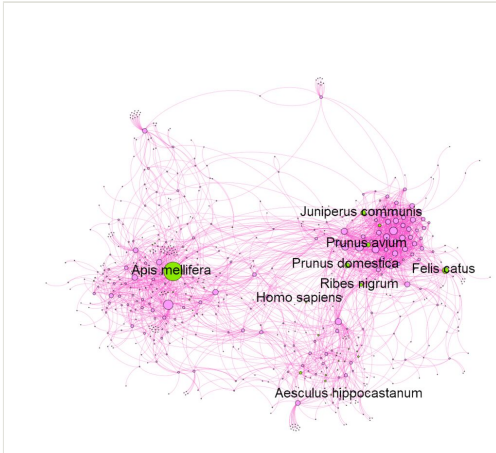 Juniperus communis
Prunus avium
Prunus domestica
Felis catus
Apis mellifera
Ribes nigrum
Homo sapiens
Aesculus hippocastanum